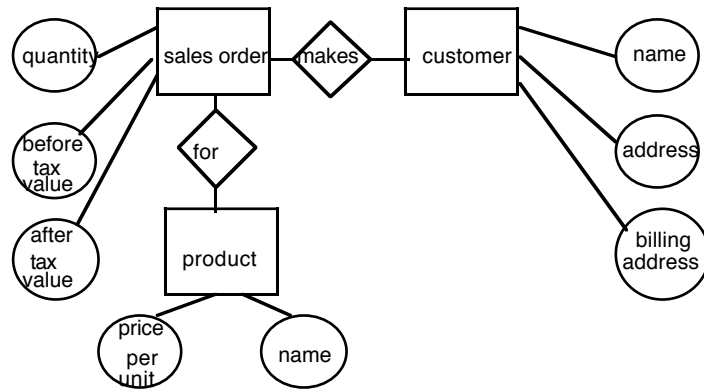 quantity
sales order
makes
customer
name
before
tax
value
for
address
after
tax
value
product
billing
address
price
per
unit
name